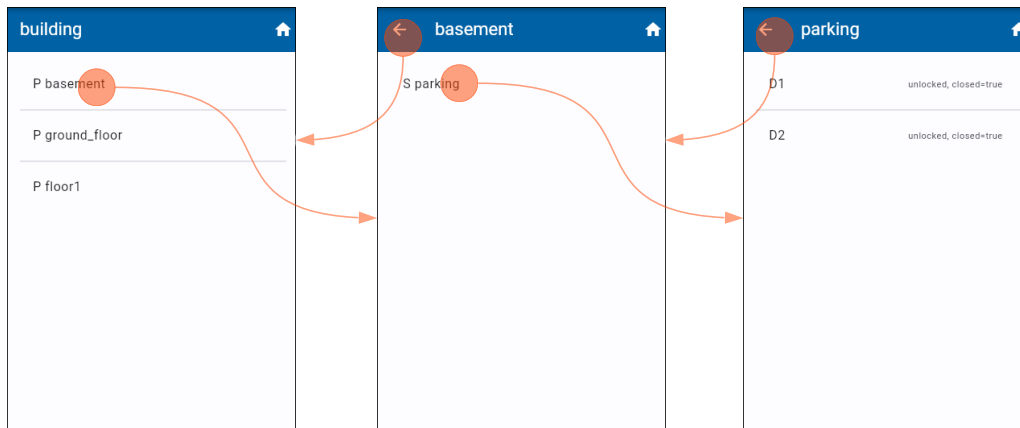 building
P basement
P ground_floor
P floor1
basement
S parking
parking
D1 unlocked, closed=true
D2 unlocked, closed=true